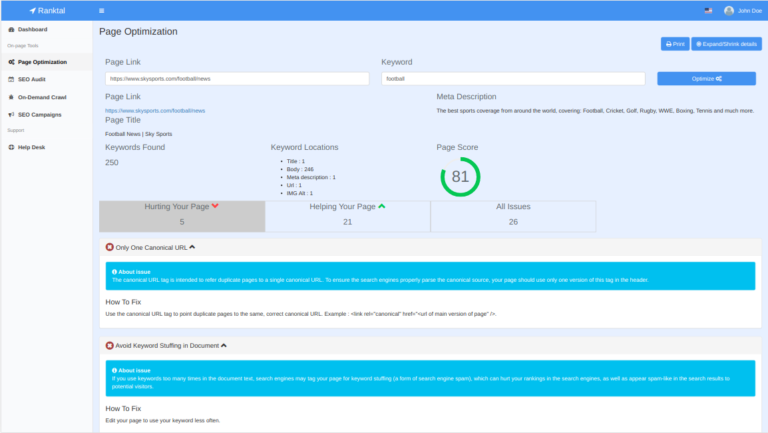 Ranktal
John Doe
Dashboard
On-page Tools
Page Optimization
SEO Audit
On-Demand Crawl
SEO Campaigns
Support
Help Desk
Page Optimization
Print
Expand/Shrink details
Page Link
Keyword
https://www.skysports.com/football/news
football
Optimize
Page Link
Meta Description
https://www.skysports.com/football/news
The best sports coverage from around the world, covering: Football, Cricket, Golf, Rugby, WWE, Boxing, Tennis and much more.
Page Title
Football News | Sky Sports
Keywords Found
Keyword Locations
Page Score
250
• Title : 1
• Body : 246
• Meta description : 1
• Url : 1
• IMG Alt : 1
81
Hurting Your Page
Helping Your Page
All Issues
5
21
26
Only One Canonical URL
About issue
The canonical URL tag is intended to refer duplicate pages to a single canonical URL. To ensure the search engines properly parse the canonical source, your page should use only one version of this tag in the header.
How To Fix
Use the canonical URL tag to point duplicate pages to the same, correct canonical URL. Example : <link rel="canonical" href="<url of main version of page" />.
Avoid Keyword Stuffing in Document
About issue
If you use keywords too many times in the document text, search engines may tag your page for keyword stuffing (a form of search engine spam), which can hurt your rankings in the search engines, as well as appear spam-like in the search results to
potential visitors.
How To Fix
Edit your page to use your keyword less often.